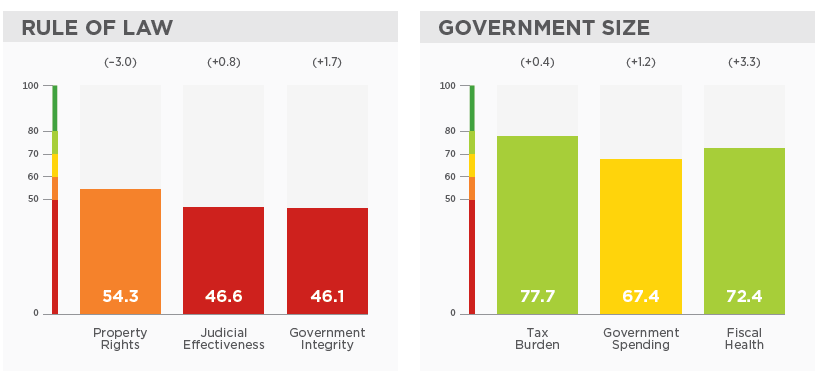 RULE OF LAW
(–3.0) (+0.8) (+1.7)
100
80
70
60
50
0
54.3 46.6 46.1
Property Judicial Government
Rights Effectiveness Integrity
GOVERNMENT SIZE
(+0.4) (+1.2) (+3.3)
100
80
70
60
50
0
77.7 67.4 72.4
Tax Government Fiscal
Burden Spending Health